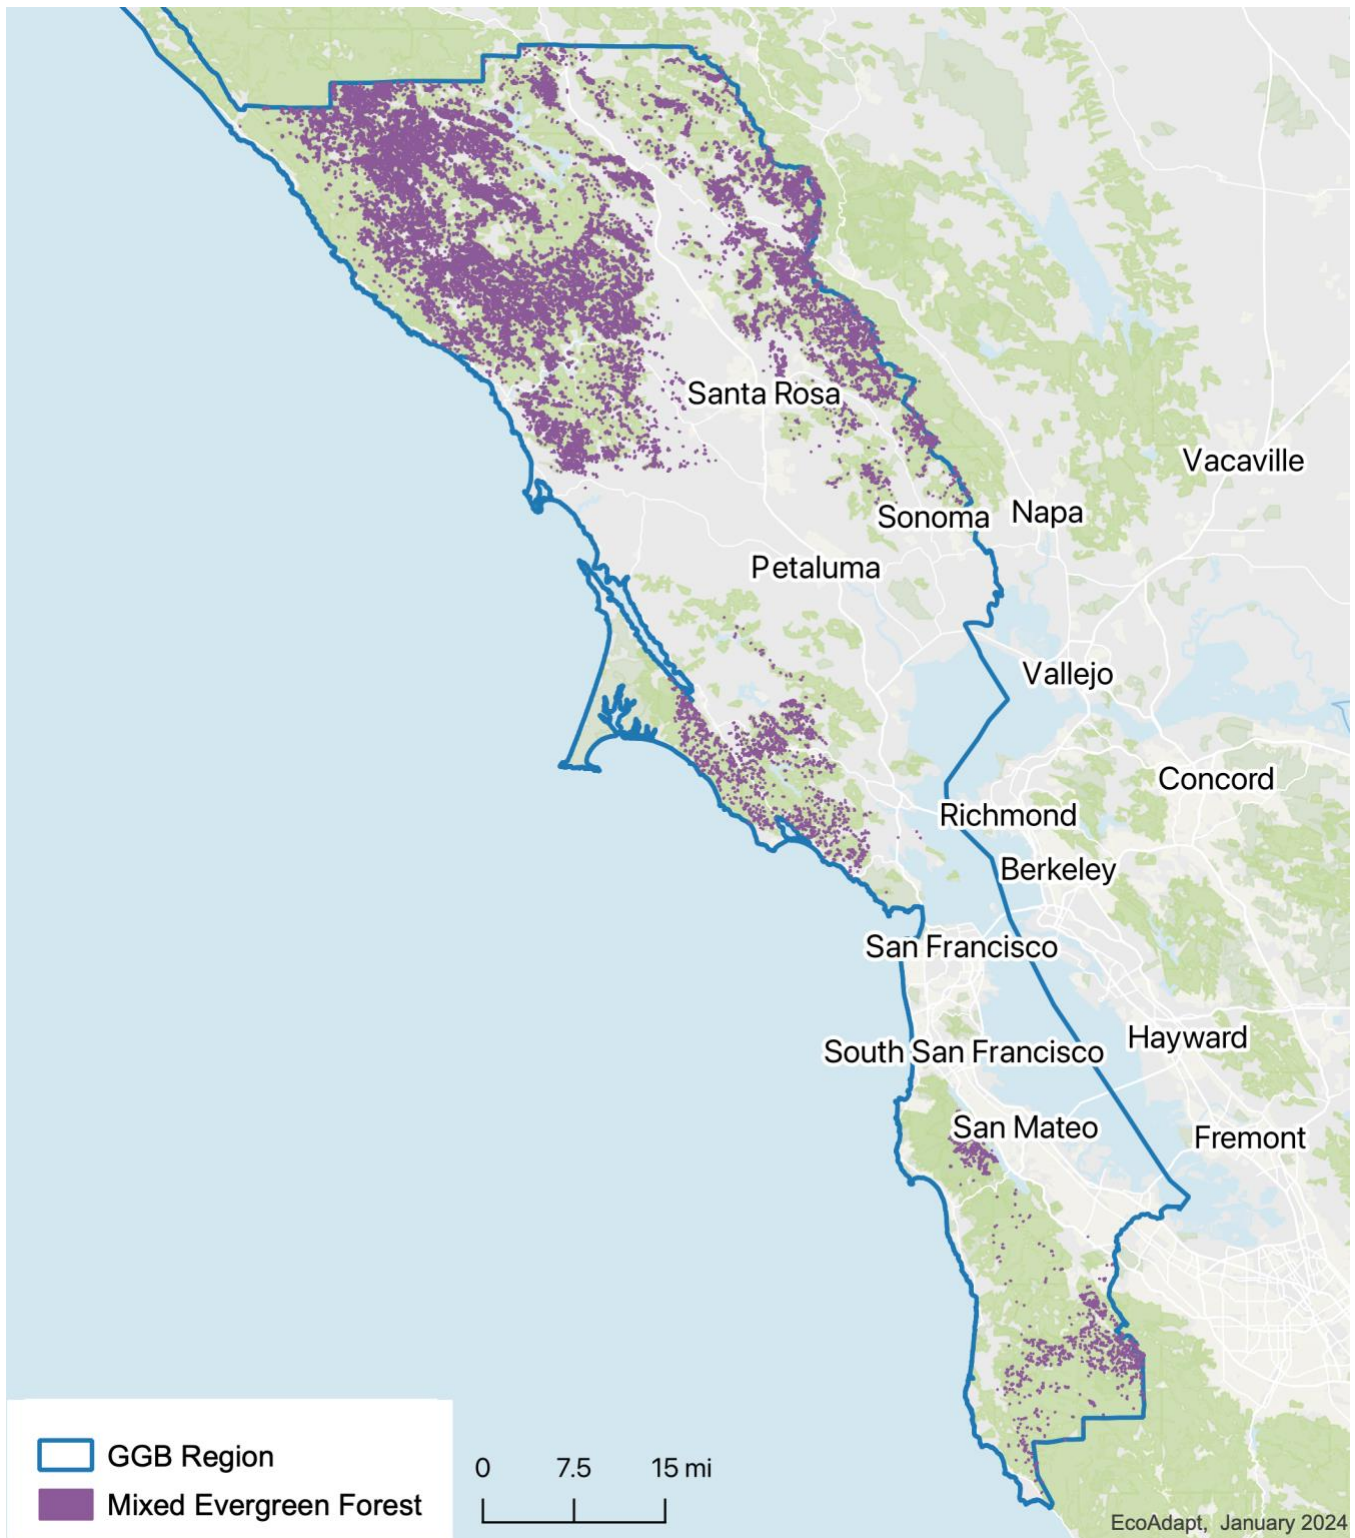 Santa Rosa
Vacaville
Sonoma
Napa
Petaluma
Vallejo
Concord
Richmond
Berkeley
San Francisco
Hayward
South San Francisco
San Mateo
Fremont
GGB Region
Mixed Evergreen Forest
0 7.5 15 mi
EcoAdapt, January 2024